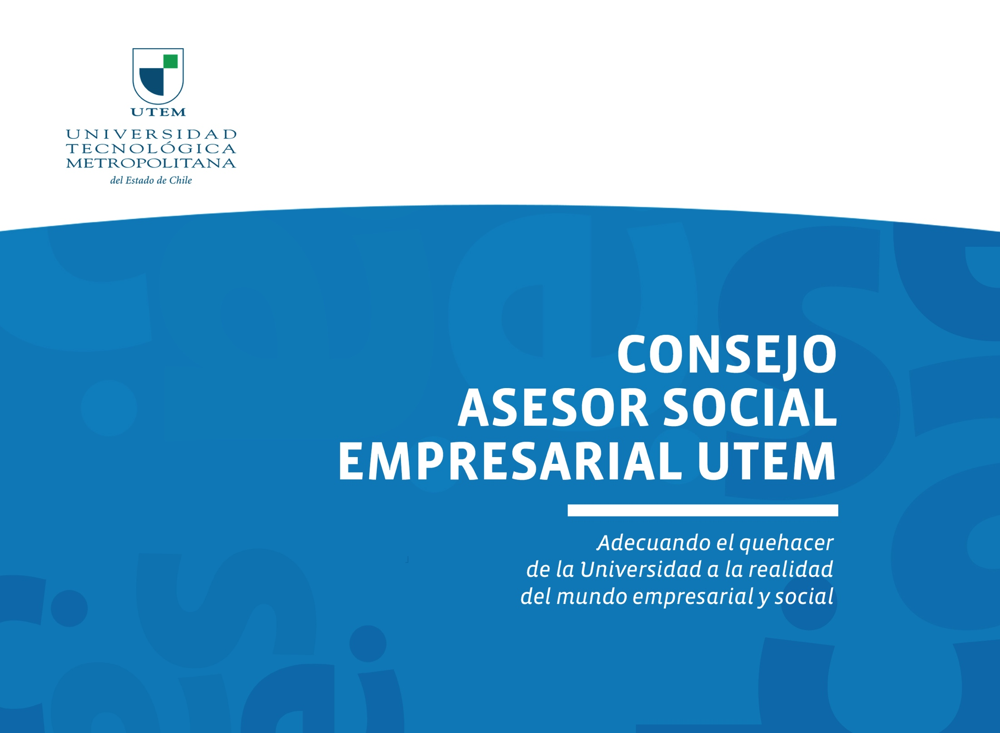 UTEM
UNIVERSIDAD
TECNOLÓGICA
METROPOLITANA
del Estado de Chile
CONSEJO
ASESOR SOCIAL
EMPRESARIAL UTEM
Adecuando el quehacer
de la Universidad a la realidad
del mundo empresarial y social